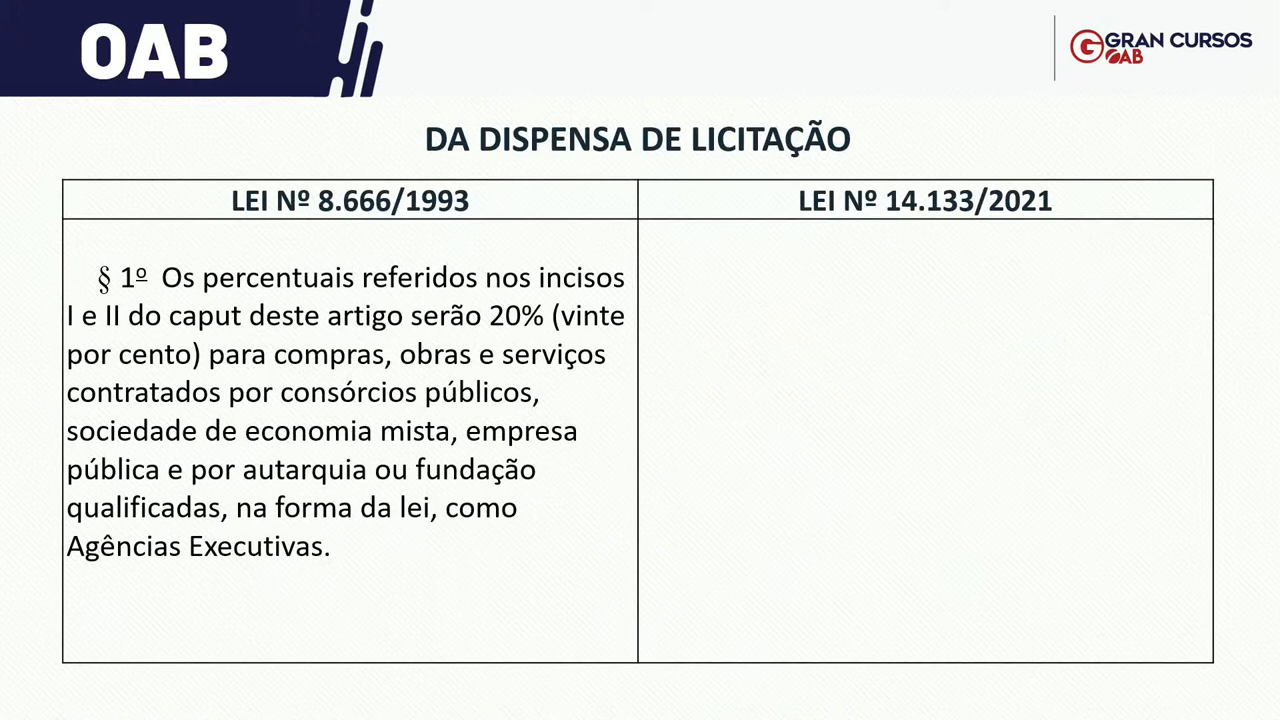 OAB
GRAN CURSOS
OAB
DA DISPENSA DE LICITAÇÃO
LEI Nº 8.666/1993
LEI Nº 14.133/2021
§ 1º Os percentuais referidos nos incisos
I e II do caput deste artigo serão 20% (vinte
por cento) para compras, obras e serviços
contratados por consórcios públicos,
sociedade de economia mista, empresa
pública e por autarquia ou fundação
qualificadas, na forma da lei, como
Agências Executivas.